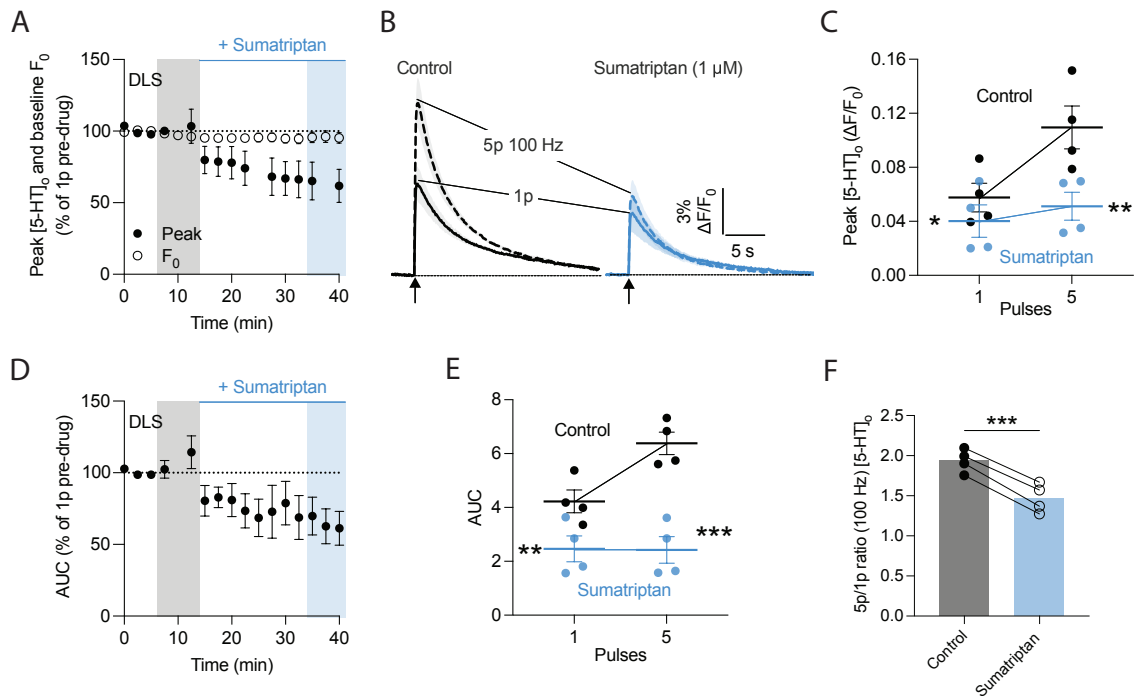 A
+ Sumatriptan
Peak [5-HT]o and baseline F0
(% of 1p pre-drug)
150
100
50
0
DLS
Peak
F0
0 10 20 30 40
Time (min)
B
Control
Sumatriptan (1 µM)
5p 100 Hz
1p
3%
ΔF/F0
5 s
C
Peak [5-HT]o (ΔF/F0)
0.16
0.12
0.08
0.04
0.00
Control
*
**
Sumatriptan
1 5
Pulses
D
+ Sumatriptan
AUC (% of 1p pre-drug)
150
100
50
0
DLS
0 10 20 30 40
Time (min)
E
AUC
8
6
4
2
0
Control
**
***
Sumatriptan
1 5
Pulses
F
5p/1p ratio (100 Hz) [5-HT]o
2.5
2.0
1.5
1.0
0.5
0.0
***
Control
Sumatriptan